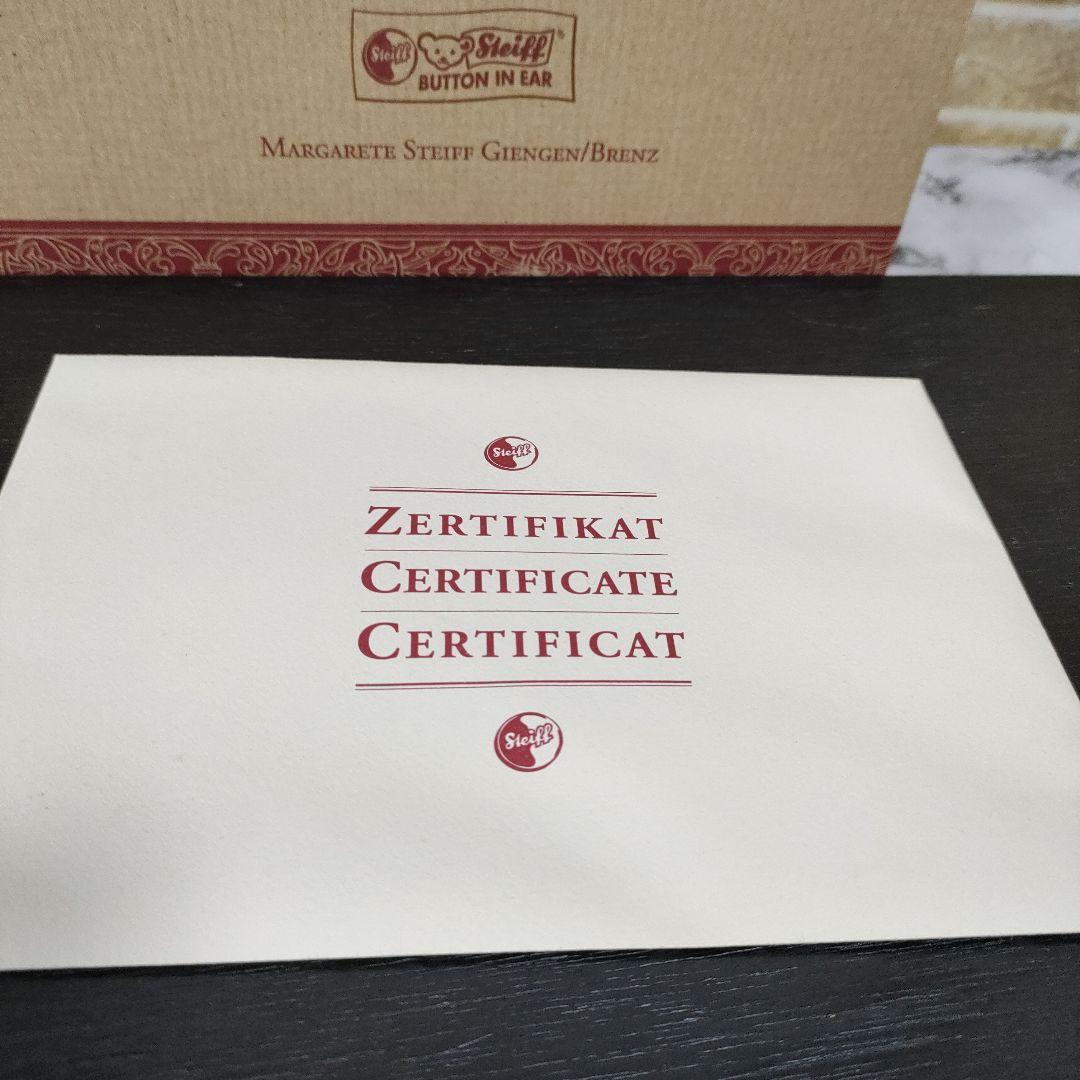 Steiff Steiff®
BUTTON IN EAR
MARGARETE STEIFF GIENGEN/BRENZ
Steiff
ZERTIFIKAT
CERTIFICATE
CERTIFICAT
Steiff